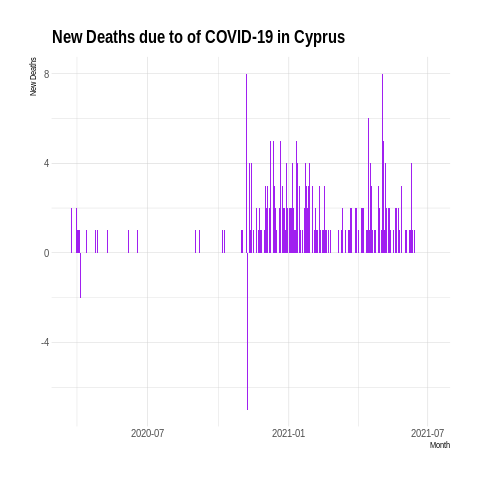 New Deaths due to of COVID-19 in Cyprus
New Deaths
8
4
0
-4
2020-07
2021-01
2021-07
Month